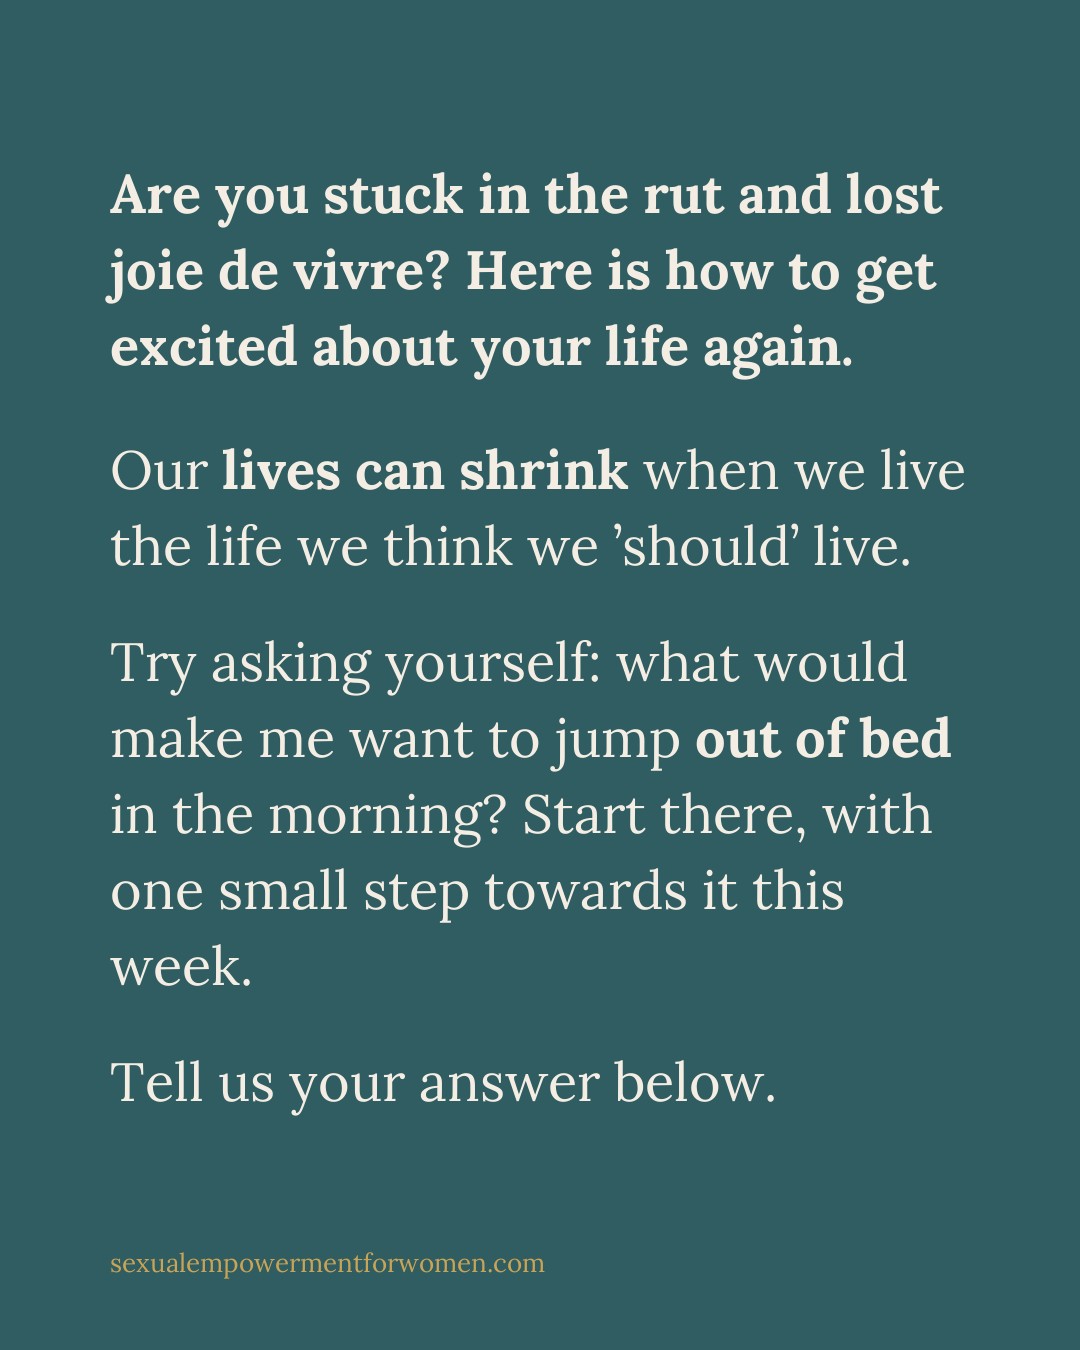 Are you stuck in the rut and lost
joie de vivre? Here is how to get
excited about your life again.
Our lives can shrink when we live
the life we think we ’should’ live.
Try asking yourself: what would
make me want to jump out of bed
in the morning? Start there, with
one small step towards it this
week.
Tell us your answer below.
sexualempowermentforwomen.com